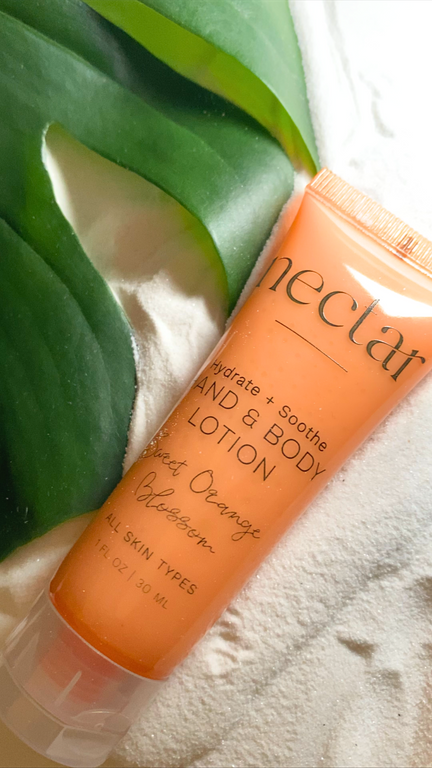 nectar
Hydrate + Soothe
AND & BODY
LOTION
Sweet Orange
Blossom
ALL SKIN TYPES
1 FL OZ | 30 ML